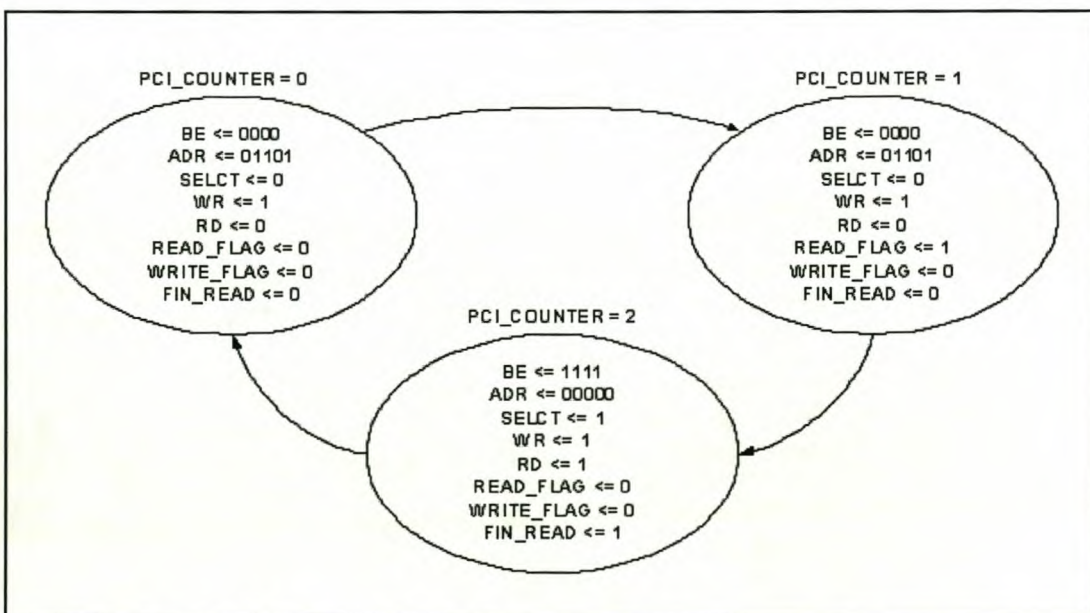 PCI_COUNTER = 0
BE <= 0000
ADR <= 01101
SELCT <= 0
WR <= 1
RD <= 0
READ_FLAG <= 0
WRITE_FLAG <= 0
FIN_READ <= 0
PCI_COUNTER = 1
BE <= 0000
ADR <= 01101
SELCT <= 0
WR <= 1
RD <= 0
READ_FLAG <= 1
WRITE_FLAG <= 0
FIN_READ <= 0
PCI_COUNTER = 2
BE <= 1111
ADR <= 00000
SELCT <= 1
WR <= 1
RD <= 1
READ_FLAG <= 0
WRITE_FLAG <= 0
FIN_READ <= 1